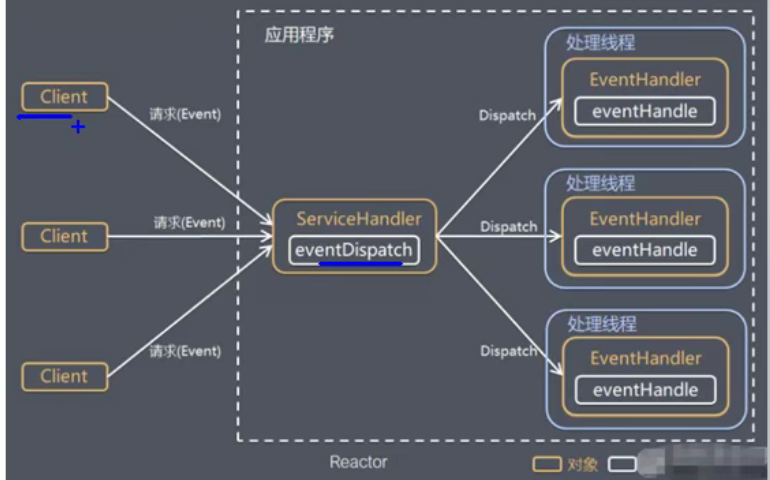 应用程序
处理线程
EventHandler
eventHandle
Client
请求(Event)
Dispatch
处理线程
Client
请求(Event)
ServiceHandler
eventDispatch
Dispatch
EventHandler
eventHandle
处理线程
Client
请求(Event)
Dispatch
EventHandler
eventHandle
Reactor
对象